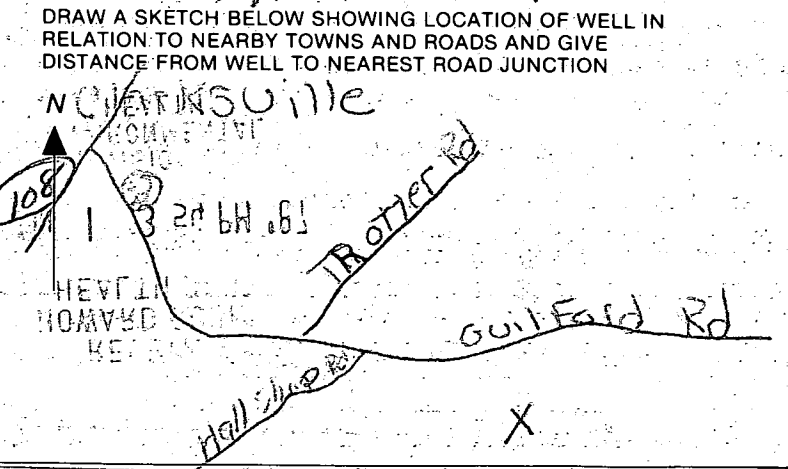 DRAW A SKETCH BELOW SHOWING LOCATION OF WELL IN
RELATION TO NEARBY TOWNS AND ROADS AND GIVE
DISTANCE FROM WELL TO NEAREST ROAD JUNCTION
N
108
TRotter Rd
GuilFord Rd
Hall Shop Rd
X